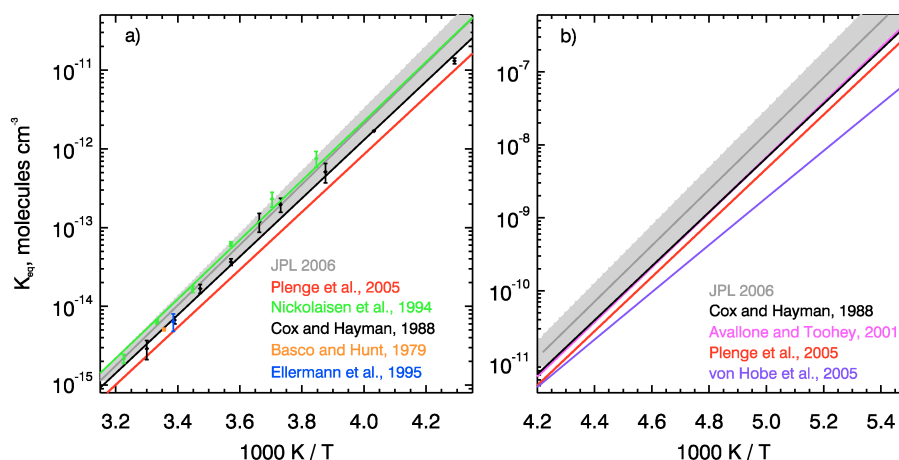 a)
K_eq, molecules cm^-3
10^-11
10^-12
10^-13
10^-14
10^-15
JPL 2006
Plenge et al., 2005
Nickolaisen et al., 1994
Cox and Hayman, 1988
Basco and Hunt, 1979
Ellermann et al., 1995
3.2 3.4 3.6 3.8 4.0 4.2
1000 K / T
b)
10^-7
10^-8
10^-9
10^-10
10^-11
JPL 2006
Cox and Hayman, 1988
Avallone and Toohey, 2001
Plenge et al., 2005
von Hobe et al., 2005
4.2 4.4 4.6 4.8 5.0 5.2 5.4
1000 K / T